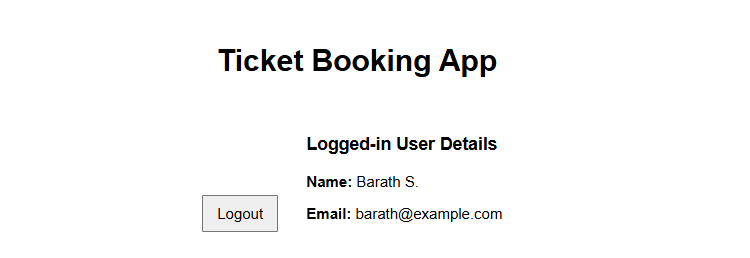 Ticket Booking App
Logged-in User Details
Name: Barath S.
Logout
Email: barath@example.com